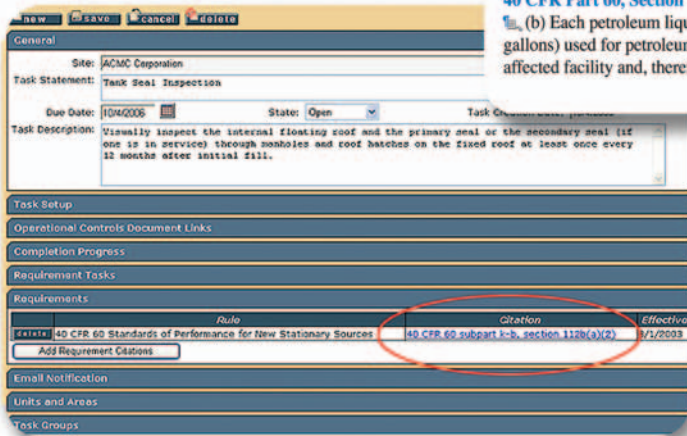 40 CFR Part 60, Section
(b) Each petroleum liqu
gallons) used for petroleum
affected facility and, there
new save cancel delete
General
Site: ACMC Corporation
Task Statement: Tank Seal Inspection
Due Date: 10/4/2006 State: Open Task Creation Date:
Task Description: Visually inspect the internal floating roof and the primary seal or the secondary seal (if
one is in service) through manholes and roof hatches on the fixed roof at least once every
12 months after initial fill.
Task Setup
Operational Controls Document Links
Completion Progress
Requirement Tasks
Requirements
Rule Citation Effective
delete 40 CFR 60 Standards of Performance for New Stationary Sources 40 CFR 60 subpart k-b, section 112b(a)(2) 8/1/2003
Add Requirement Citations
Email Notification
Units and Areas
Task Groups